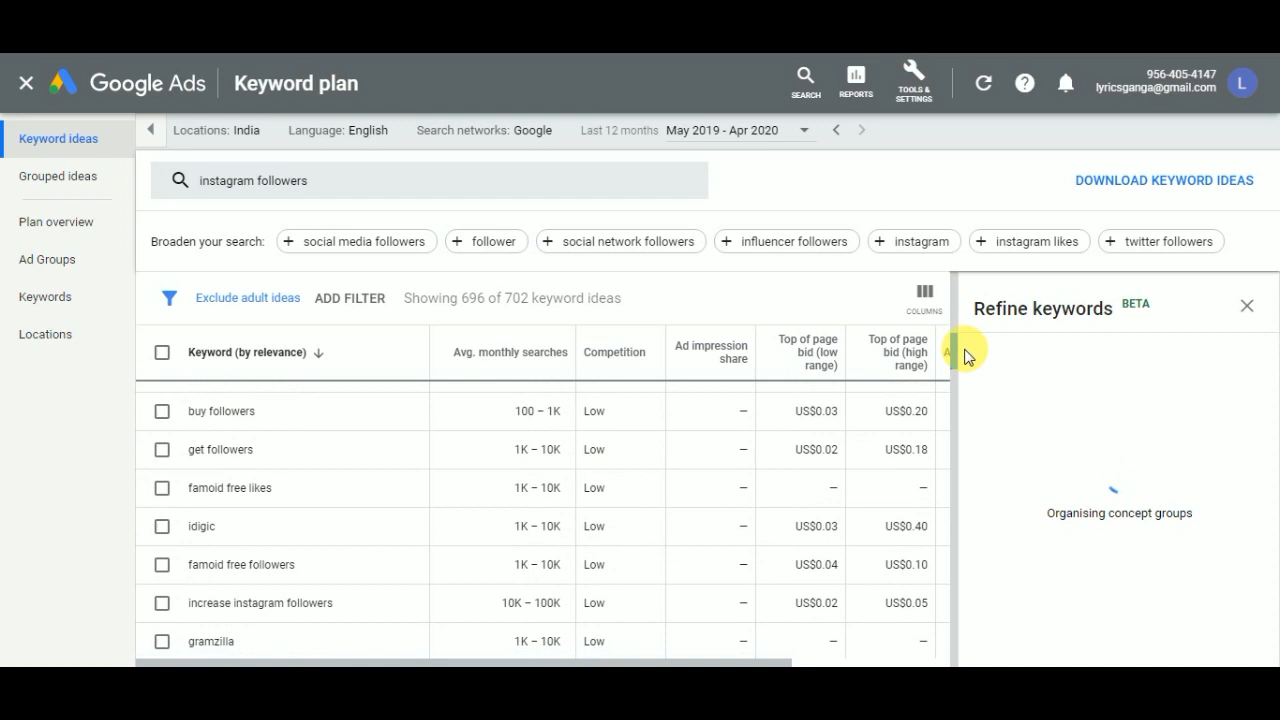 Google Ads Keyword plan
SEARCH
REPORTS
TOOLS &
SETTINGS
956-405-4147
lyricsganga@gmail.com
L
Keyword ideas
Grouped ideas
Plan overview
Ad Groups
Keywords
Locations
Locations: India Language: English Search networks: Google Last 12 months May 2019 - Apr 2020
instagram followers
DOWNLOAD KEYWORD IDEAS
Broaden your search: + social media followers + follower + social network followers + influencer followers + instagram + instagram likes + twitter followers
Exclude adult ideas ADD FILTER Showing 696 of 702 keyword ideas
COLUMNS
Refine keywords BETA
Keyword (by relevance) Avg. monthly searches Competition Ad impression share Top of page bid (low range) Top of page bid (high range) A
buy followers 100 – 1K Low – US$0.03 US$0.20
get followers 1K – 10K Low – US$0.02 US$0.18
famoid free likes 1K – 10K Low – – –
idigic 1K – 10K Low – US$0.03 US$0.40
famoid free followers 1K – 10K Low – US$0.04 US$0.10
increase instagram followers 10K – 100K Low – US$0.02 US$0.05
gramzilla 1K – 10K Low – – –
Organising concept groups